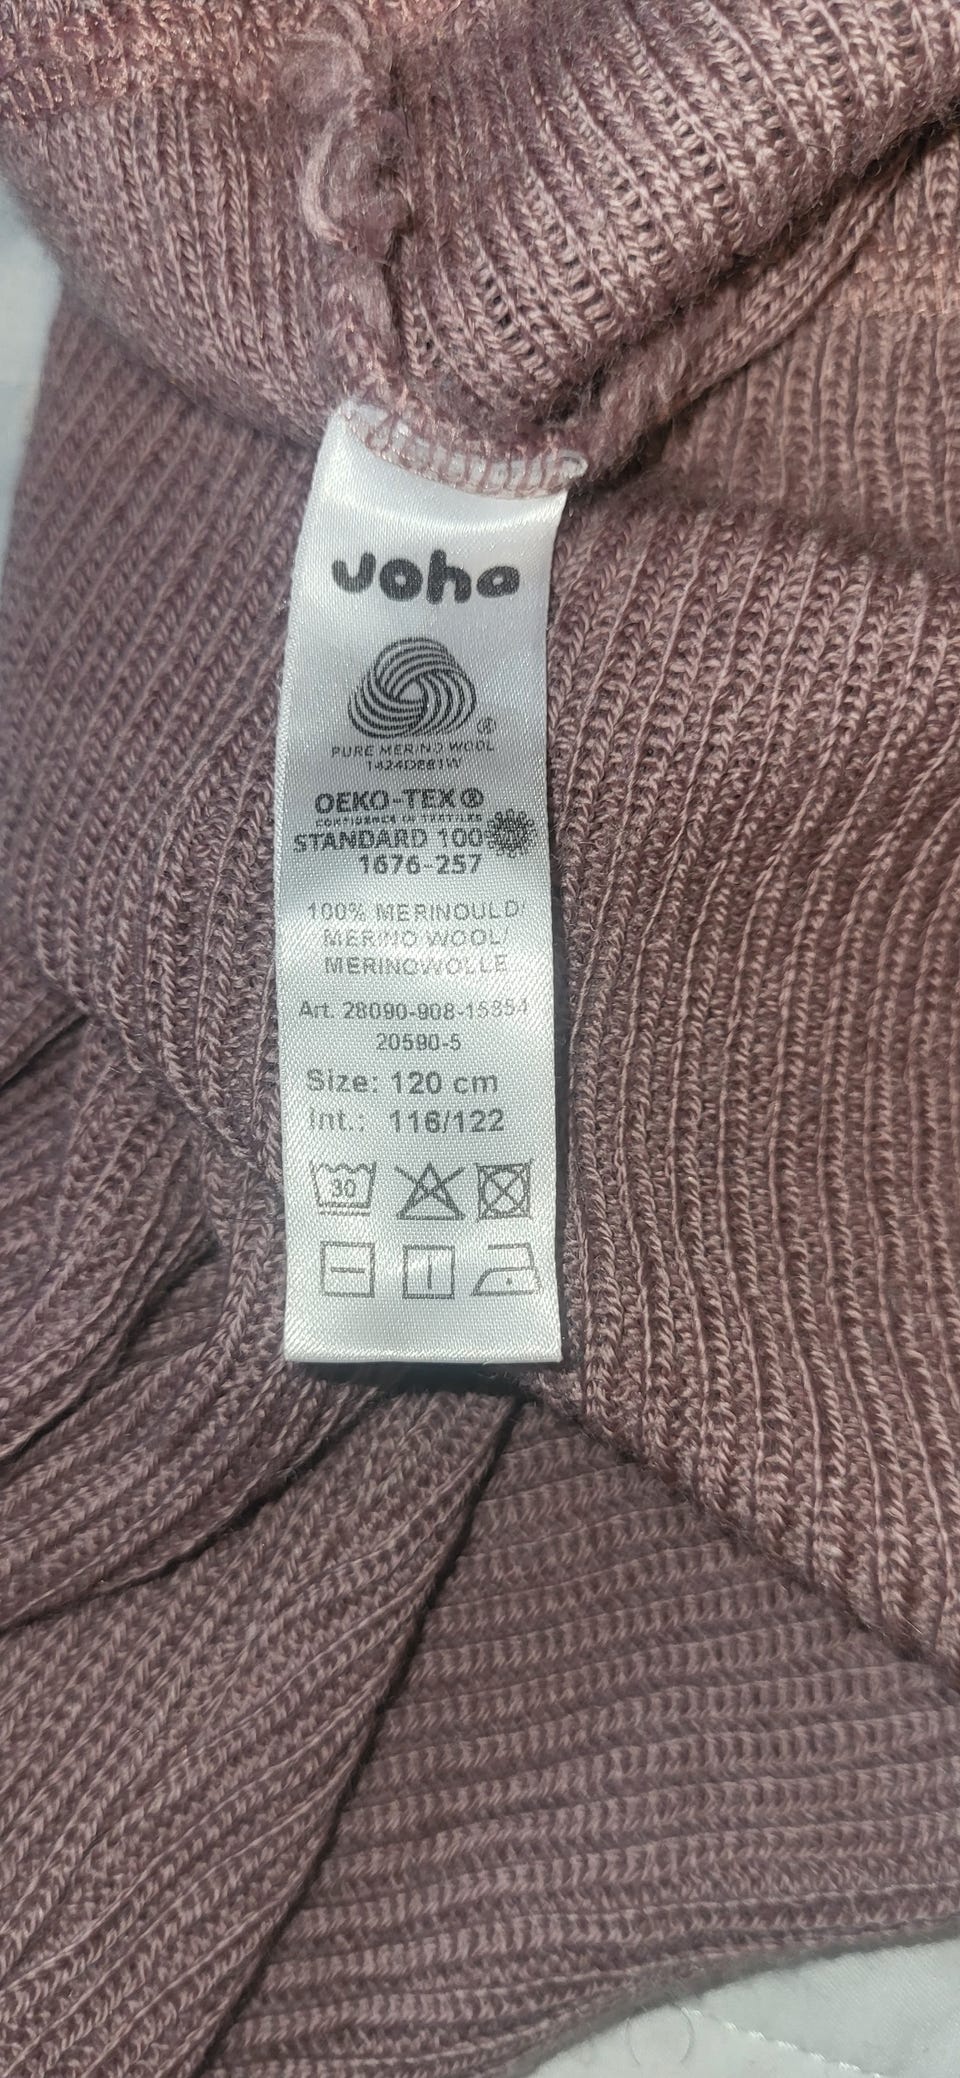 Joha
PURE MERINO WOOL
1424D881W
OEKO-TEX®
CONFIDENCE IN TEXTILES
STANDARD 100
1676-257
100% MERINOULD/
MERINO WOOL/
MERINOWOLLE
Art. 28090-908-15854
20590-5
Size: 120 cm
Int.: 116/122
30